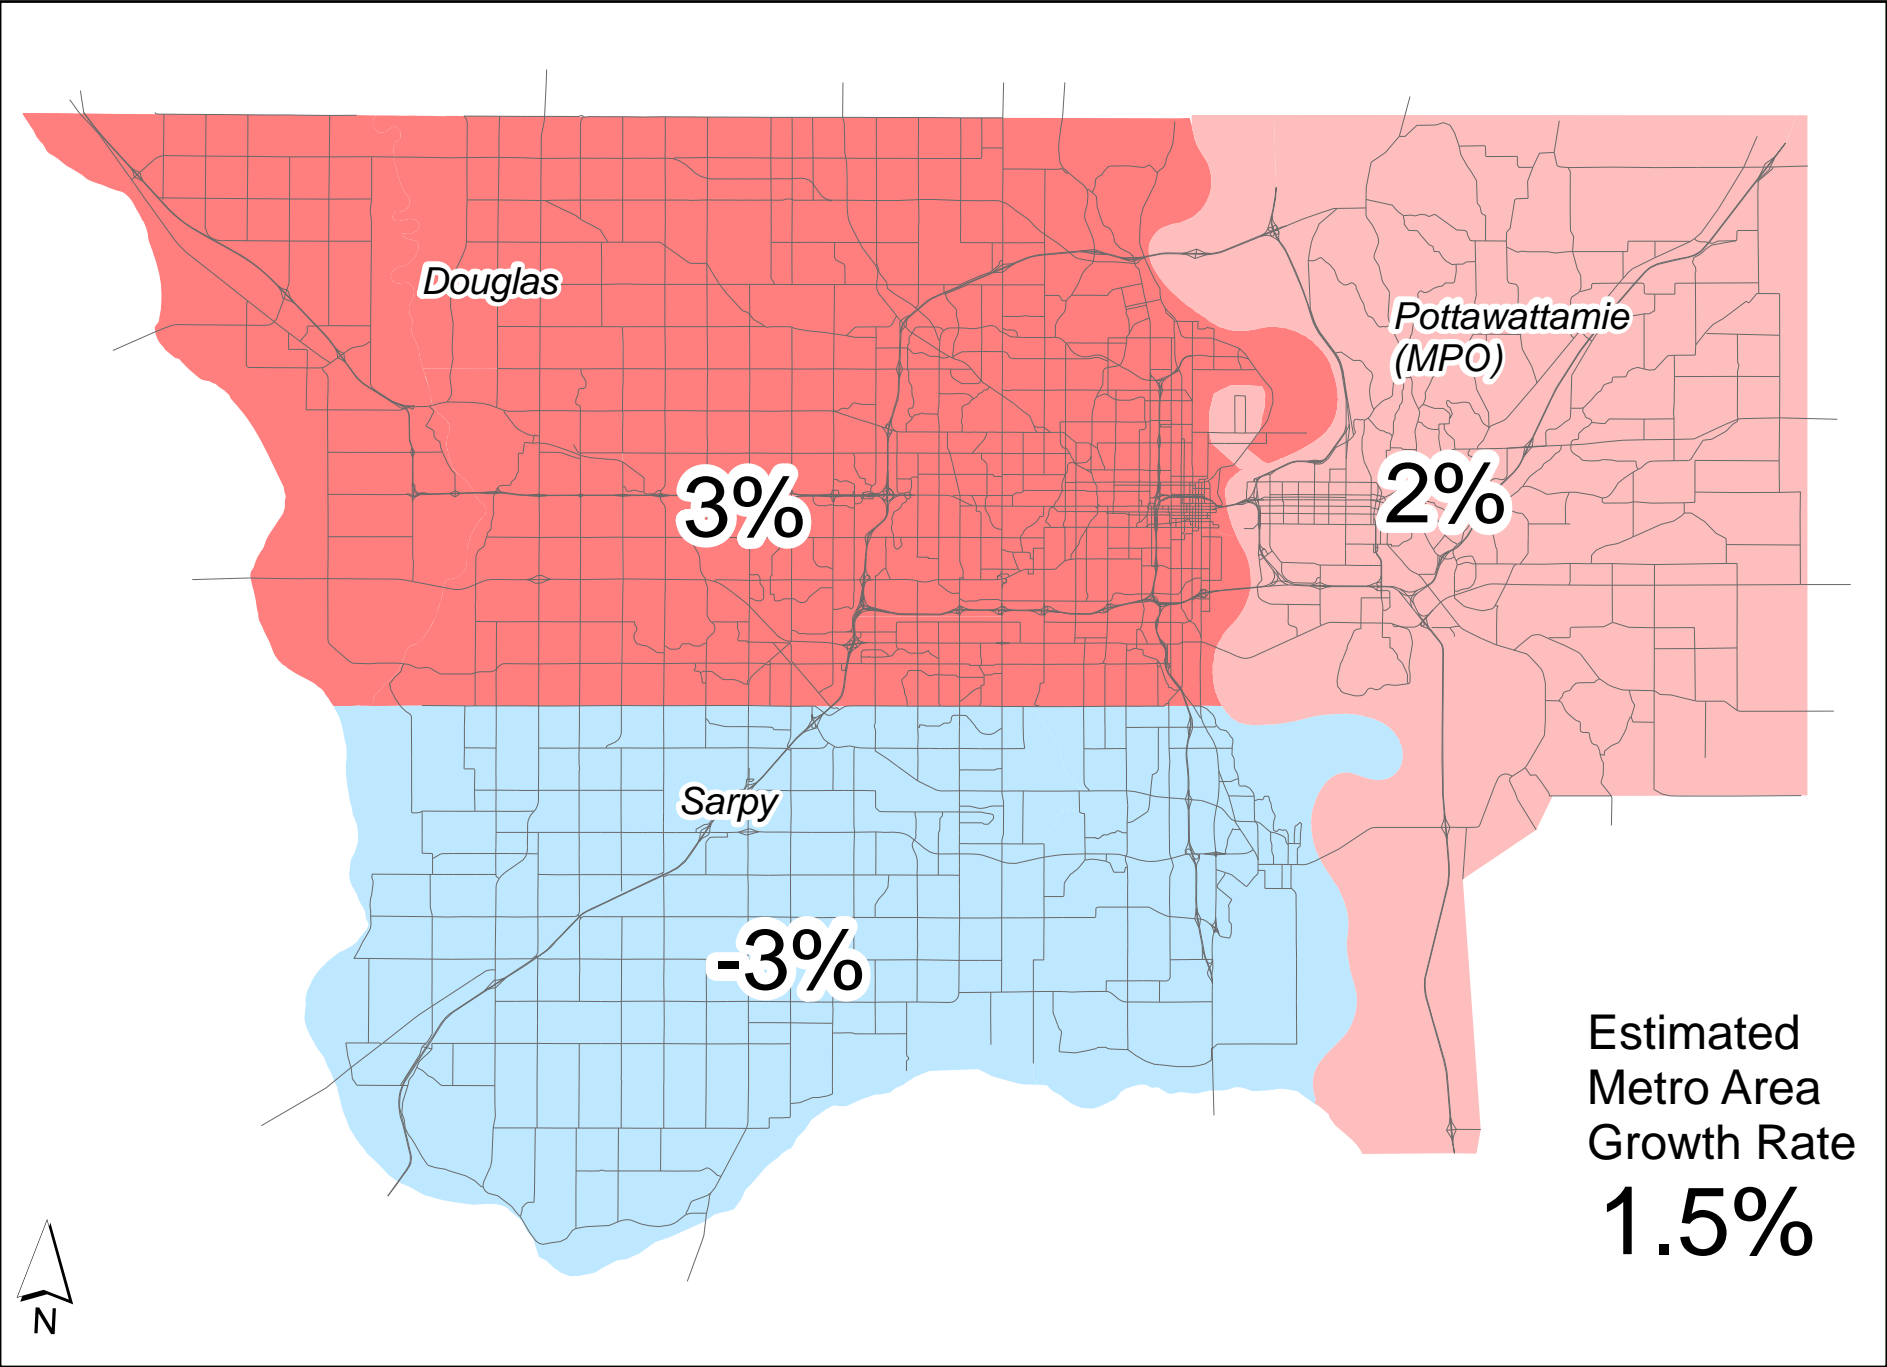 Douglas
Pottawattamie
(MPO)
3%
2%
Sarpy
-3%
Estimated
Metro Area
Growth Rate
1.5%
N